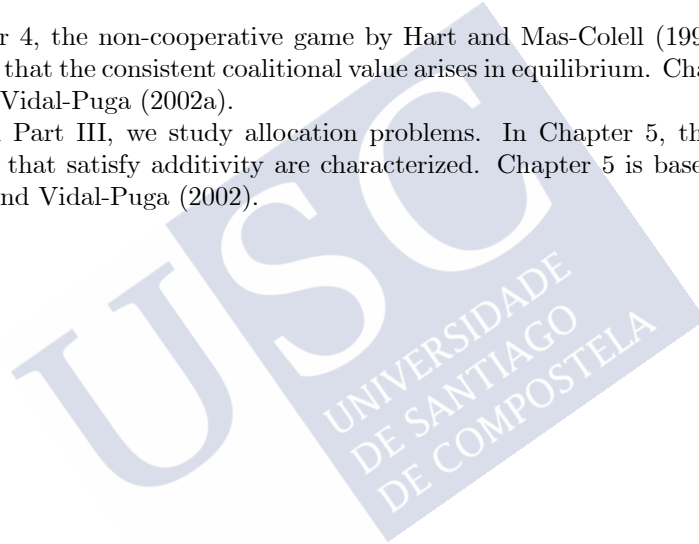 r 4, the non-cooperative game by Hart and Mas-Colell (199
that the consistent coalitional value arises in equilibrium. Cha
Vidal-Puga (2002a).
Part III, we study allocation problems. In Chapter 5, th
that satisfy additivity are characterized. Chapter 5 is base
nd Vidal-Puga (2002).
USC
UNIVERSIDADE
DE SANTIAGO
DE COMPOSTELA